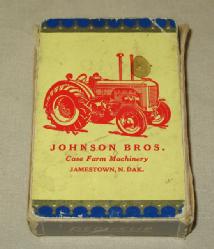 JOHNSON BROS.
Case Farm Machinery
JAMESTOWN, N. DAK.